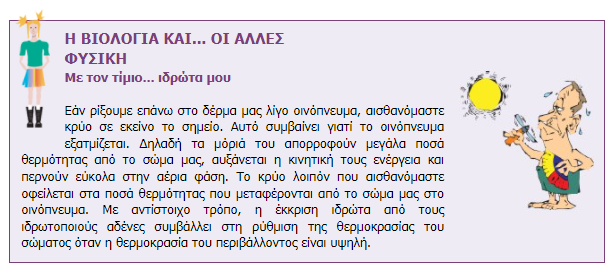 Η ΒΙΟΛΟΓΙΑ ΚΑΙ... ΟΙ ΑΛΛΕΣ
ΦΥΣΙΚΗ
Με τον τίμιο... ιδρώτα μου
Εάν ρίξουμε επάνω στο δέρμα μας λίγο οινόπνευμα, αισθανόμαστε
κρύο σε εκείνο το σημείο. Αυτό συμβαίνει γιατί το οινόπνευμα
εξατμίζεται. Δηλαδή τα μόριά του απορροφούν μεγάλα ποσά
θερμότητας από το σώμα μας, αυξάνεται η κινητική τους ενέργεια και
περνούν εύκολα στην αέρια φάση. Το κρύο λοιπόν που αισθανόμαστε
οφείλεται στα ποσά θερμότητας που μεταφέρονται από το σώμα μας στο
οινόπνευμα. Με αντίστοιχο τρόπο, η έκκριση ιδρώτα από τους
ιδρωτοποιούς αδένες συμβάλλει στη ρύθμιση της θερμοκρασίας του
σώματος όταν η θερμοκρασία του περιβάλλοντος είναι υψηλή.